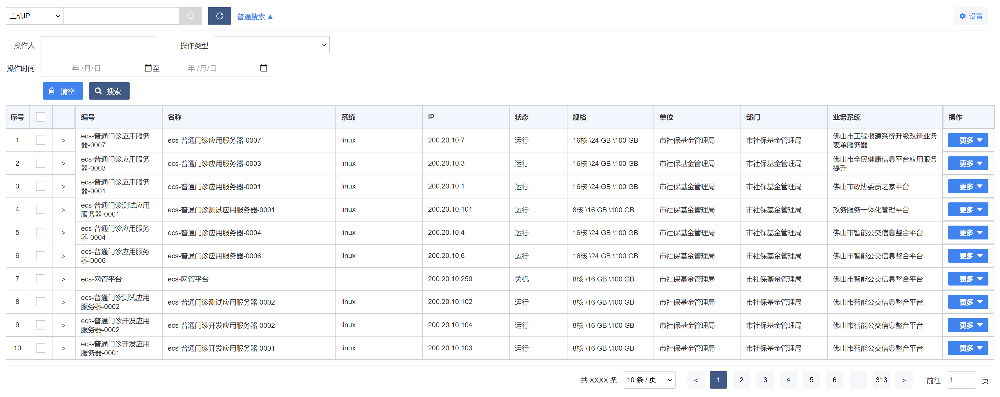 主机IP
普通搜索 ▲
设置
操作人
操作类型
操作时间 年 /月/日 至 年 /月/日
清空 搜索
序号 编号 名称 系统 IP 状态 规格 单位 部门 业务系统 操作
1 > ecs-普通门诊应用服务
器-0007
ecs-普通门诊应用服务器-0007 linux 200.20.10.7 运行 16核 \24 GB \100 GB 市社保基金管理局 市社保基金管理局 佛山市工程报建系统升级改造业务
表单服务器
更多
2 > ecs-普通门诊应用服务
器-0003
ecs-普通门诊应用服务器-0003 linux 200.20.10.3 运行 16核 \24 GB \100 GB 市社保基金管理局 市社保基金管理局 佛山市全民健康信息平台应用服务
提升
更多
3 > ecs-普通门诊应用服务
器-0001
ecs-普通门诊应用服务器-0001 linux 200.20.10.1 运行 16核 \24 GB \100 GB 市社保基金管理局 市社保基金管理局 佛山市政协委员之家平台 更多
4 > ecs-普通门诊测试应用
服务器-0001
ecs-普通门诊测试应用服务器-0001 linux 200.20.10.101 运行 8核 \16 GB \100 GB 市社保基金管理局 市社保基金管理局 政务服务一体化管理平台 更多
5 > ecs-普通门诊应用服务
器-0004
ecs-普通门诊应用服务器-0004 linux 200.20.10.4 运行 16核 \24 GB \100 GB 市社保基金管理局 市社保基金管理局 佛山市智能公交信息整合平台 更多
6 > ecs-普通门诊应用服务
器-0006
ecs-普通门诊应用服务器-0006 linux 200.20.10.6 运行 16核 \24 GB \100 GB 市社保基金管理局 市社保基金管理局 佛山市智能公交信息整合平台 更多
7 > ecs-网管平台 ecs-网管平台 200.20.10.250 关机 8核 \16 GB \100 GB 市社保基金管理局 市社保基金管理局 佛山市智能公交信息整合平台 更多
8 > ecs-普通门诊测试应用
服务器-0002
ecs-普通门诊测试应用服务器-0002 linux 200.20.10.102 运行 8核 \16 GB \100 GB 市社保基金管理局 市社保基金管理局 佛山市智能公交信息整合平台 更多
9 > ecs-普通门诊开发应用
服务器-0002
ecs-普通门诊开发应用服务器-0002 linux 200.20.10.104 运行 8核 \16 GB \100 GB 市社保基金管理局 市社保基金管理局 佛山市智能公交信息整合平台 更多
10 > ecs-普通门诊开发应用
服务器-0001
ecs-普通门诊开发应用服务器-0001 linux 200.20.10.103 运行 8核 \16 GB \100 GB 市社保基金管理局 市社保基金管理局 佛山市智能公交信息整合平台 更多
共 XXXX 条 10 条 / 页 < 1 2 3 4 5 6 ... 313 > 前往 1 页